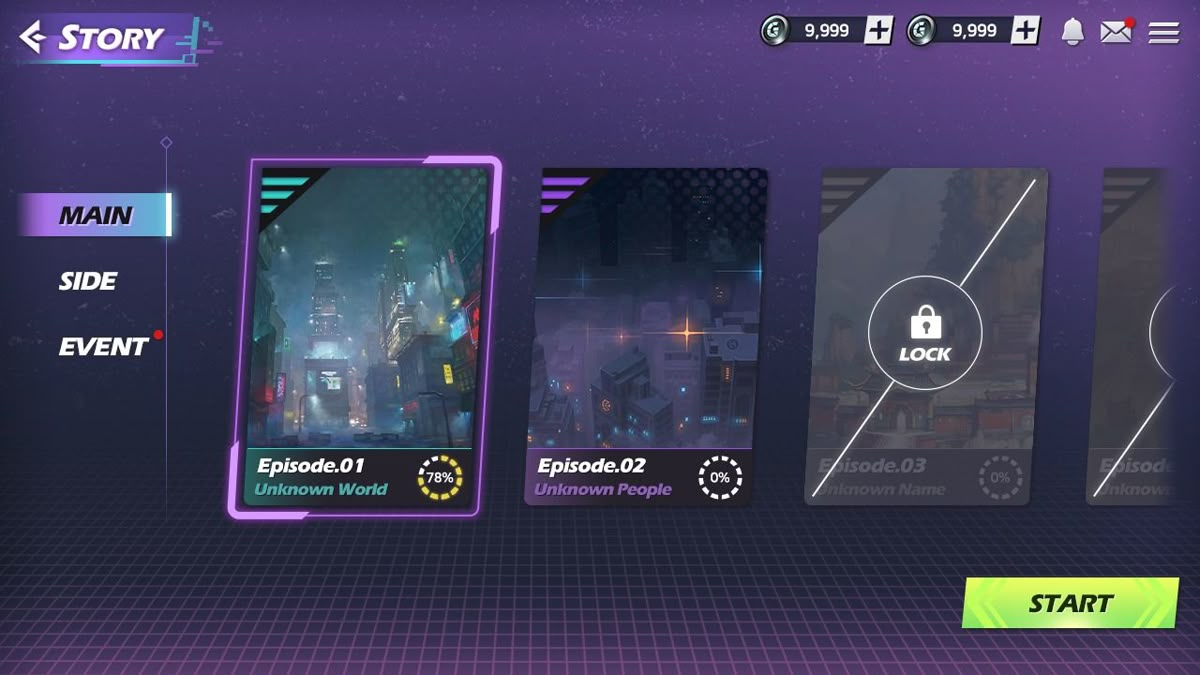 STORY
9,999
9,999
MAIN
SIDE
EVENT
LOCK
Episode.01
Unknown World
78%
Episode.02
Unknown People
0%
Episode.03
Unknown Name
0%
START